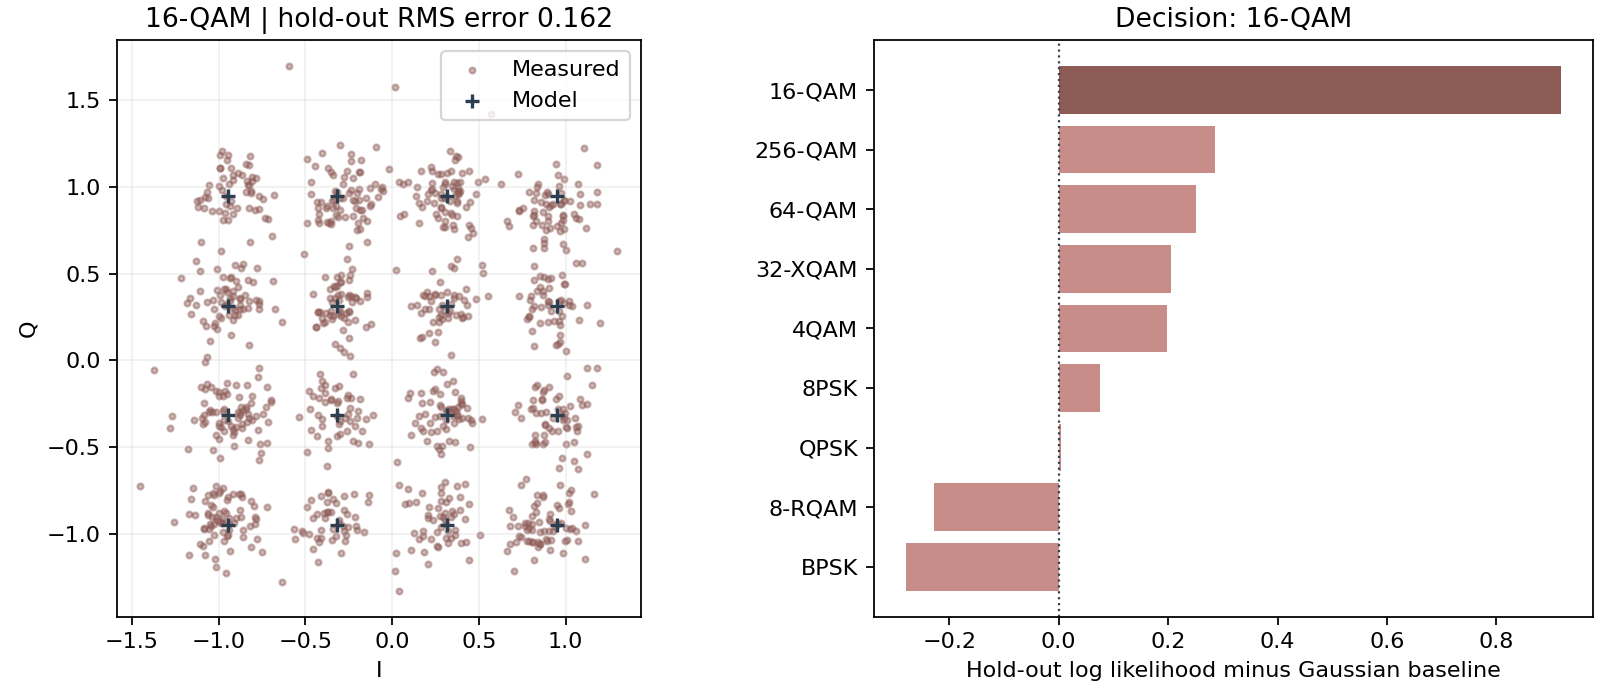 16-QAM | hold-out RMS error 0.162
Measured
Model
1.5
1.0
0.5
0.0
−0.5
−1.0
Q
−1.5
−1.0
−0.5
0.0
0.5
1.0
I
Decision: 16-QAM
16-QAM
256-QAM
64-QAM
32-XQAM
4QAM
8PSK
QPSK
8-RQAM
BPSK
−0.2
0.0
0.2
0.4
0.6
0.8
Hold-out log likelihood minus Gaussian baseline